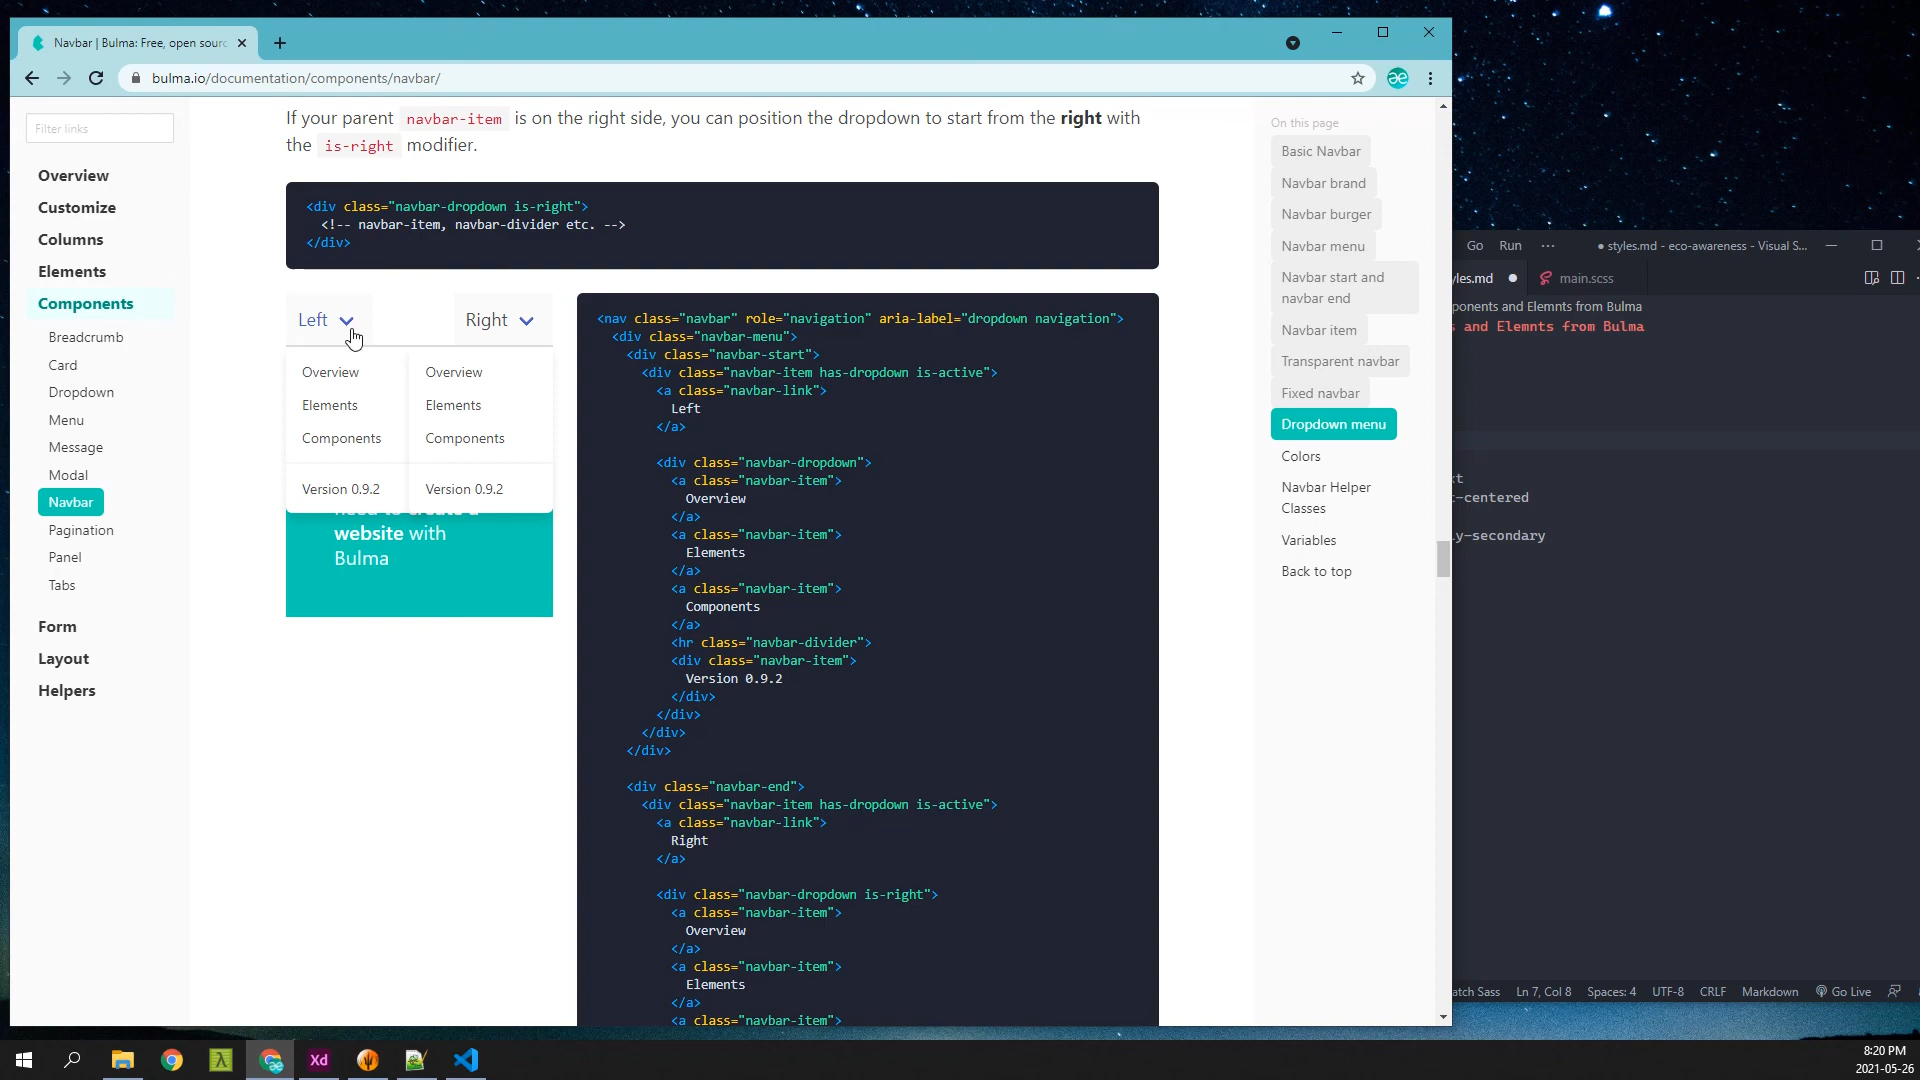 Navbar | Bulma: Free, open sourc
bulma.io/documentation/components/navbar/
Filter links
Overview
Customize
Columns
Elements
Components
Breadcrumb
Card
Dropdown
Menu
Message
Modal
Navbar
Pagination
Panel
Tabs
Form
Layout
Helpers
If your parent navbar-item is on the right side, you can position the dropdown to start from the right with
the is-right modifier.
<div class="navbar-dropdown is-right">
<!-- navbar-item, navbar-divider etc. -->
</div>
Left
Right
Overview
Elements
Components
Version 0.9.2
Overview
Elements
Components
Version 0.9.2
website with
Bulma
<nav class="navbar" role="navigation" aria-label="dropdown navigation">
<div class="navbar-menu">
<div class="navbar-start">
<div class="navbar-item has-dropdown is-active">
<a class="navbar-link">
Left
</a>
<div class="navbar-dropdown">
<a class="navbar-item">
Overview
</a>
<a class="navbar-item">
Elements
</a>
<a class="navbar-item">
Components
</a>
<hr class="navbar-divider">
<div class="navbar-item">
Version 0.9.2
</div>
</div>
</div>
</div>
<div class="navbar-end">
<div class="navbar-item has-dropdown is-active">
<a class="navbar-link">
Right
</a>
<div class="navbar-dropdown is-right">
<a class="navbar-item">
Overview
</a>
<a class="navbar-item">
Elements
</a>
<a class="navbar-item">
On this page
Basic Navbar
Navbar brand
Navbar burger
Navbar menu
Navbar start and
navbar end
Navbar item
Transparent navbar
Fixed navbar
Dropdown menu
Colors
Navbar Helper
Classes
Variables
Back to top
Go Run ··· ● styles.md - eco-awareness - Visual S...
yles.md ● main.scss
ponents and Elemnts from Bulma
s and Elemnts from Bulma
xt
t-centered
ly-secondary
atch Sass Ln 7, Col 8 Spaces: 4 UTF-8 CRLF Markdown Go Live
Xd
8:20 PM
2021-05-26